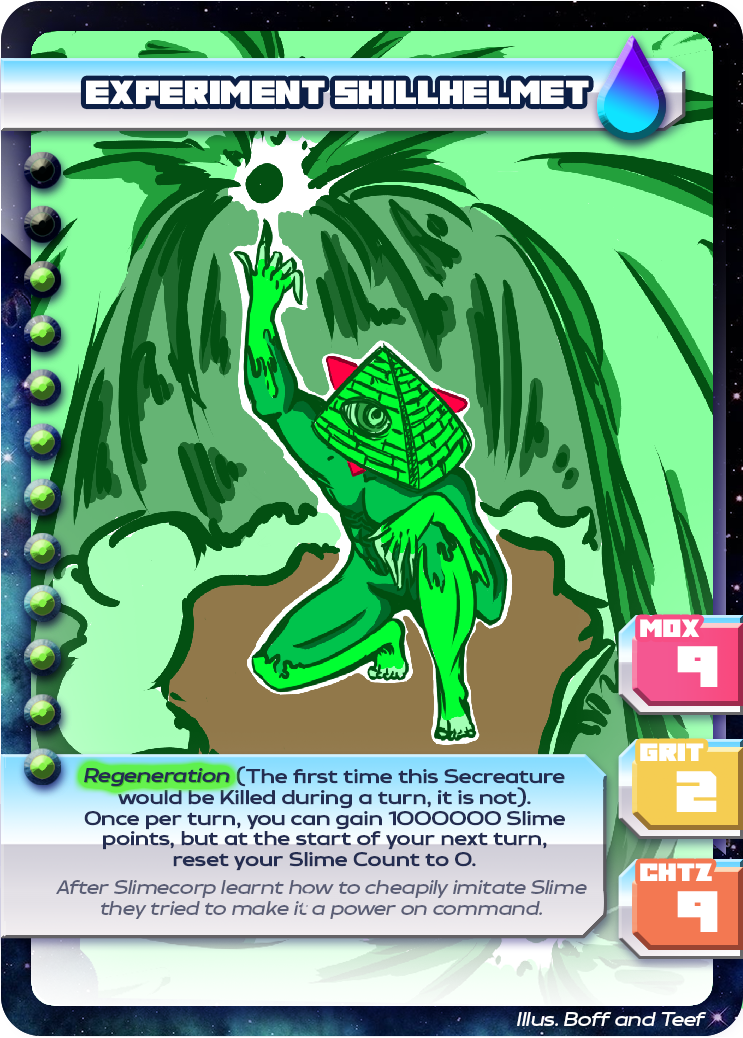 EXPERIMENT SHILLHELMET
MOX
9
GRIT
2
CHTZ
9
Regeneration (The first time this Secreature
would be Killed during a turn, it is not).
Once per turn, you can gain 1000000 Slime
points, but at the start of your next turn,
reset your Slime Count to 0.
After Slimecorp learnt how to cheapily imitate Slime
they tried to make it a power on command.
Illus. Boff and Teef